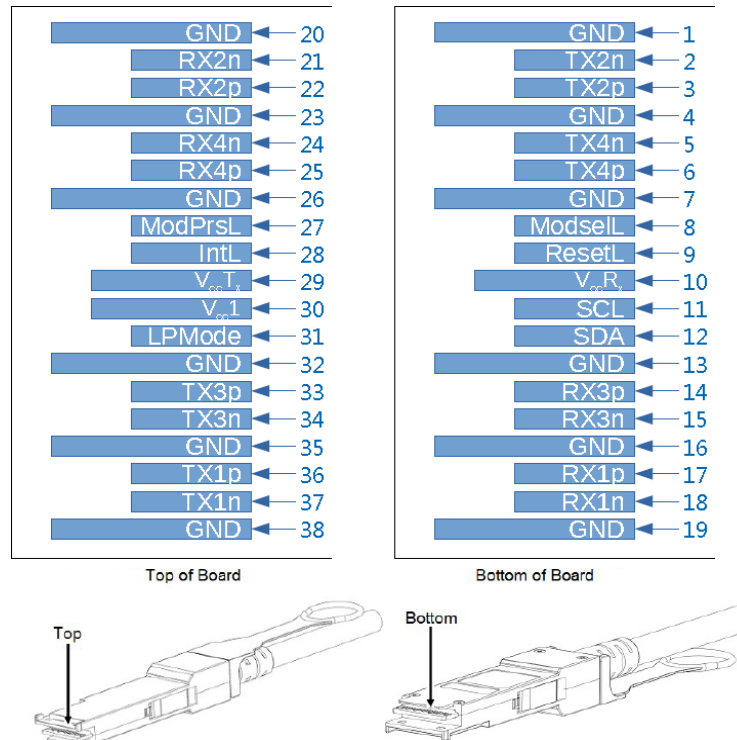 GND 20
RX2n 21
RX2p 22
GND 23
RX4n 24
RX4p 25
GND 26
ModPrsL 27
IntL 28
VccTx 29
Vcc1 30
LPMode 31
GND 32
TX3p 33
TX3n 34
GND 35
TX1p 36
TX1n 37
GND 38
Top of Board
GND 1
TX2n 2
TX2p 3
GND 4
TX4n 5
TX4p 6
GND 7
ModselL 8
ResetL 9
VccRx 10
SCL 11
SDA 12
GND 13
RX3p 14
RX3n 15
GND 16
RX1p 17
RX1n 18
GND 19
Bottom of Board
Top
Bottom